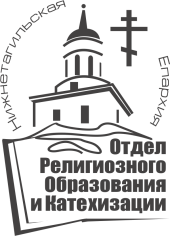 Нижнетагильская
Епархия
Отдел
Религиозного
Образования
и Катехизации